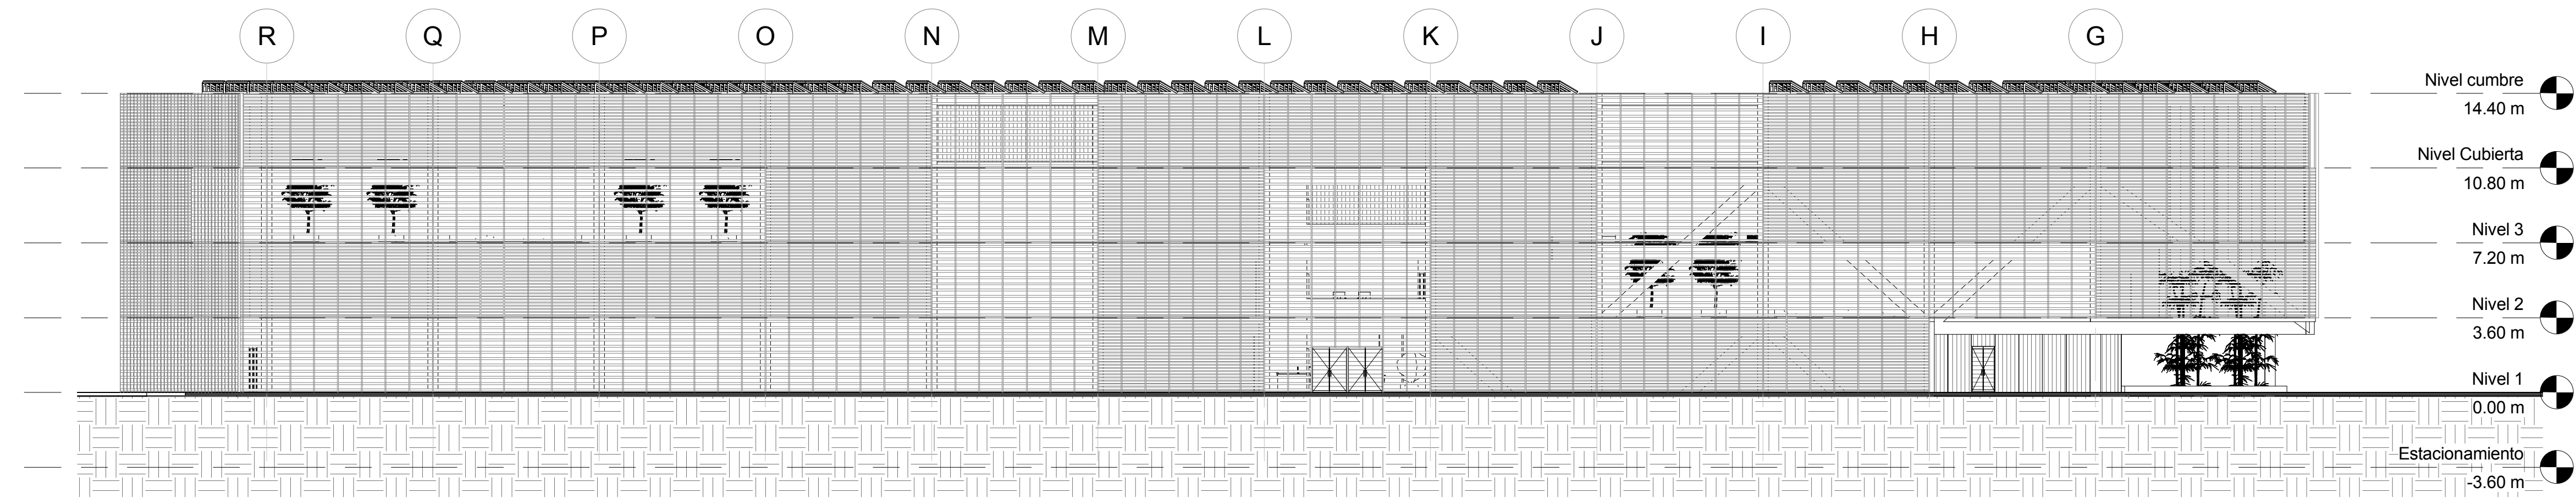 R Q P O N M L K J I H G
Nivel cumbre
14.40 m
Nivel Cubierta
10.80 m
Nivel 3
7.20 m
Nivel 2
3.60 m
Nivel 1
0.00 m
Estacionamiento
-3.60 m